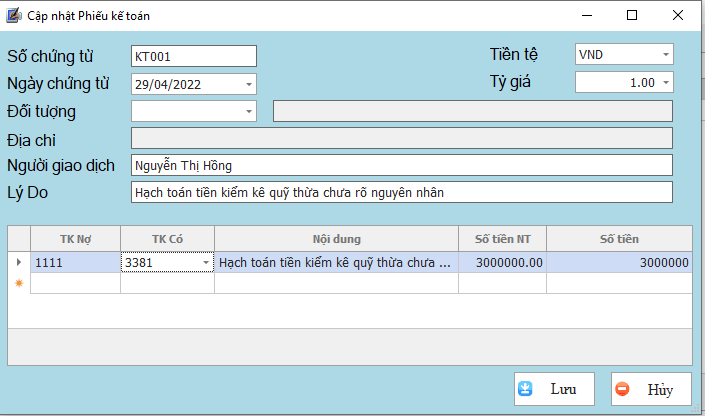 Cập nhật Phiếu kế toán
Số chứng từ KT001 Tiền tệ VND
Ngày chứng từ 29/04/2022 Tỷ giá 1.00
Đối tượng
Địa chỉ
Người giao dịch Nguyễn Thị Hồng
Lý Do Hạch toán tiền kiểm kê quỹ thừa chưa rõ nguyên nhân
TK Nợ TK Có Nội dung Số tiền NT Số tiền
1111 3381 Hạch toán tiền kiểm kê quỹ thừa chưa ... 3000000.00 3000000
Lưu Hủy